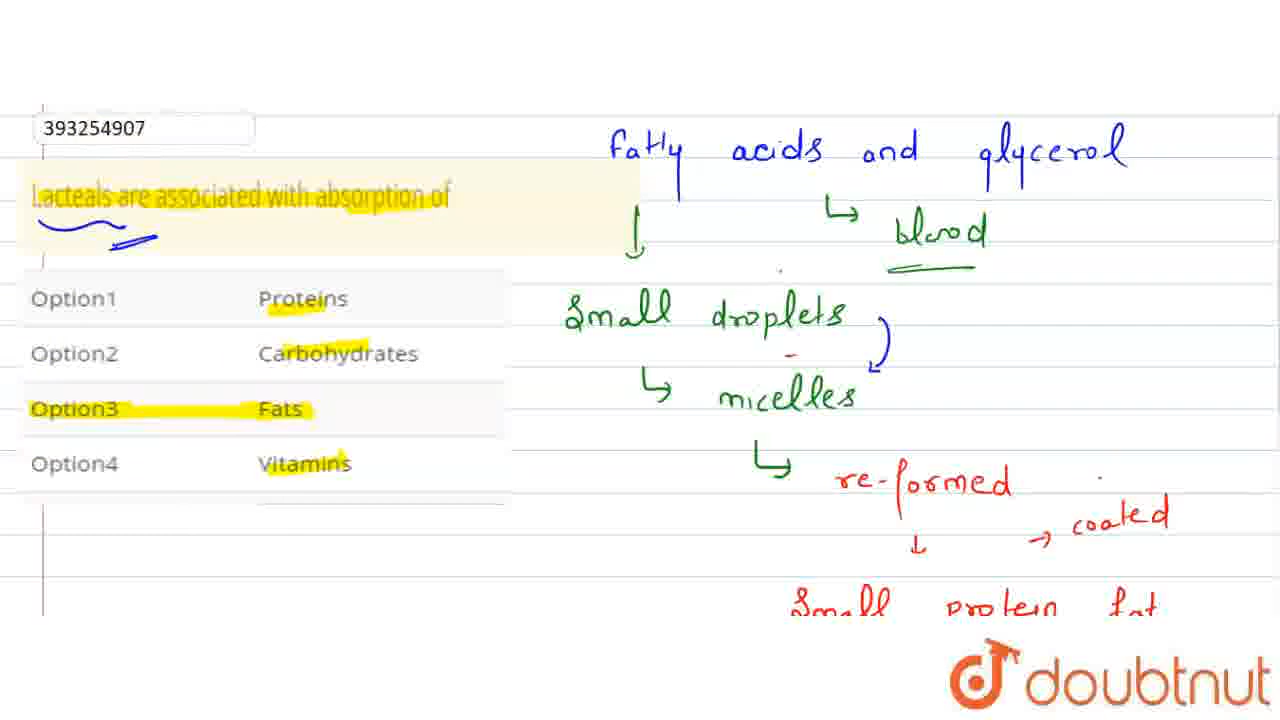 393254907
Lacteals are associated with absorption of
Option1 Proteins
Option2 Carbohydrates
Option3 Fats
Option4 Vitamins
fatty acids and glycerol
blood
Small droplets
micelles
re-formed
coated
Small protein fat
doubtnut